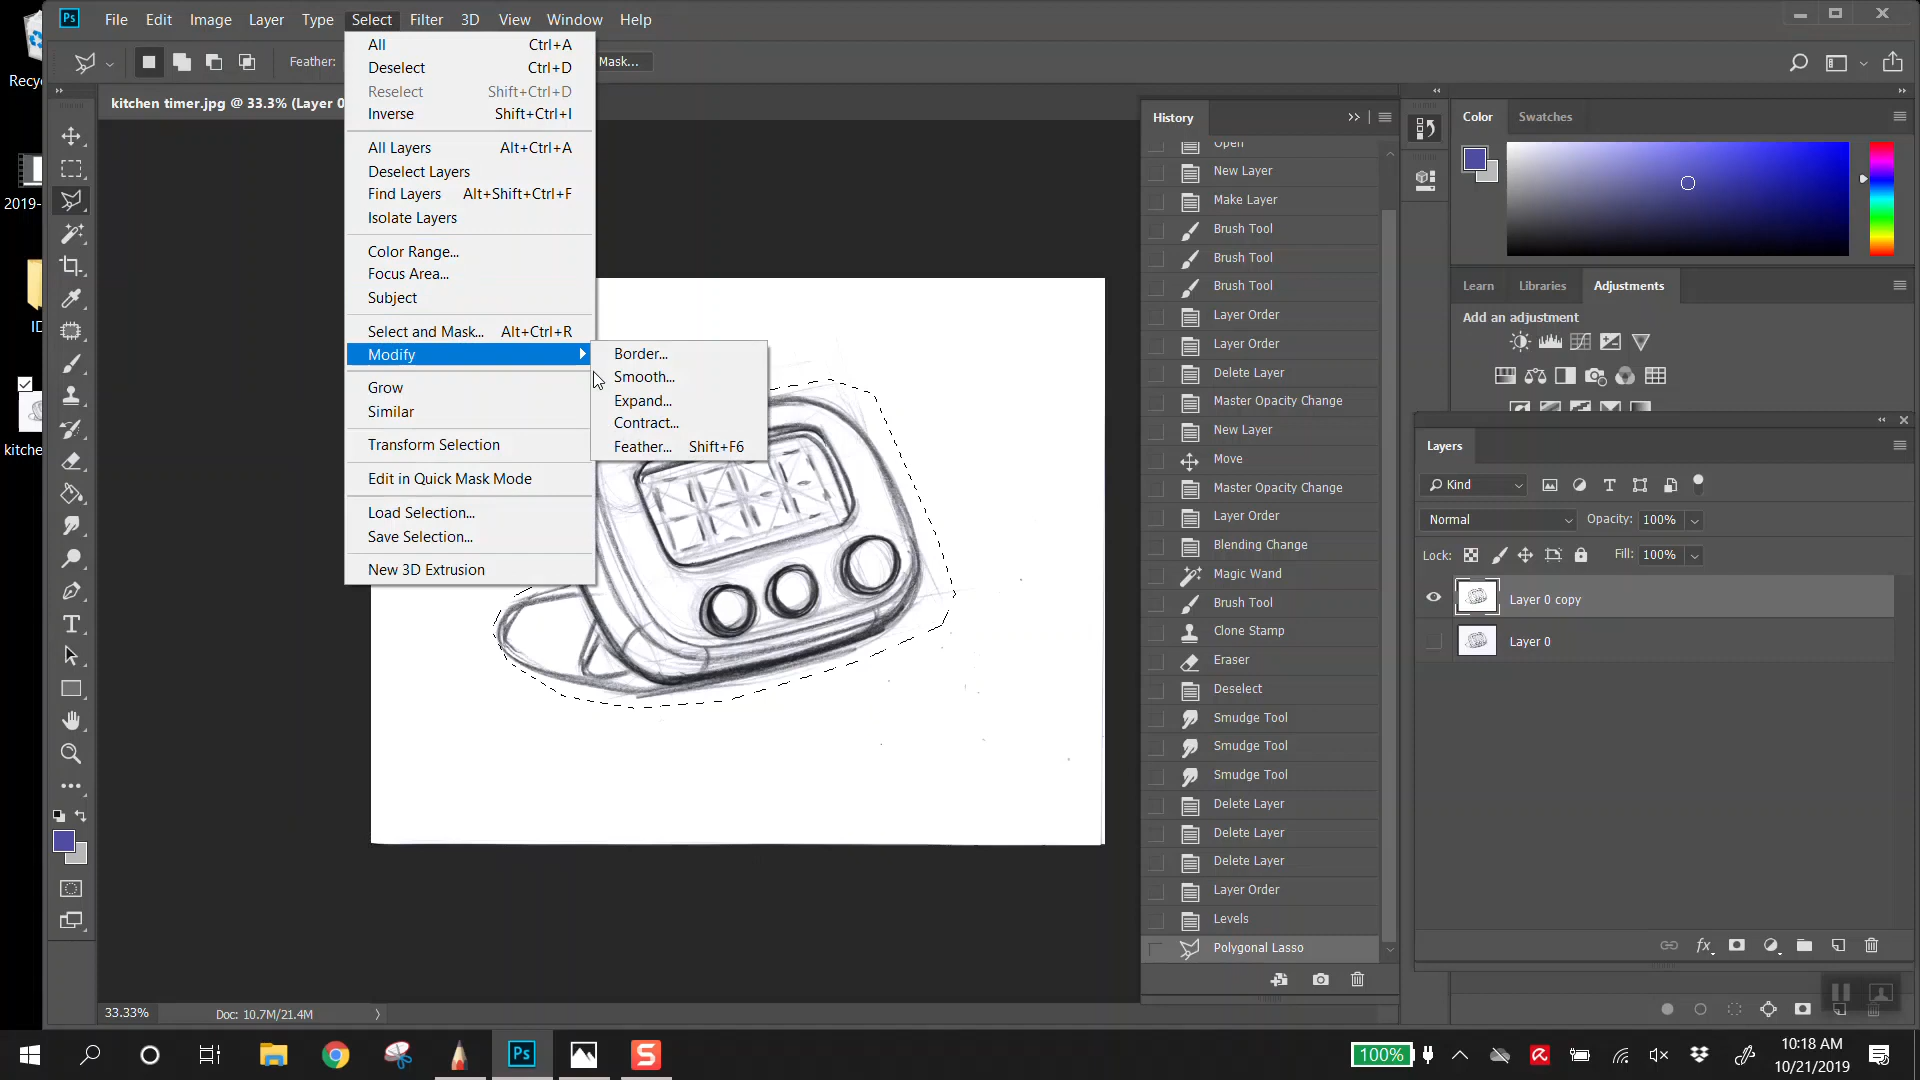 Ps File Edit Image Layer Type Select Filter 3D View Window Help
Recyc
Feather: Mask...
kitchen timer.jpg @ 33.3% (Layer 0
All Ctrl+A
Deselect Ctrl+D
Reselect Shift+Ctrl+D
Inverse Shift+Ctrl+I
All Layers Alt+Ctrl+A
Deselect Layers
Find Layers Alt+Shift+Ctrl+F
Isolate Layers
Color Range...
Focus Area...
Subject
Select and Mask... Alt+Ctrl+R
Modify
Grow
Similar
Transform Selection
Edit in Quick Mask Mode
Load Selection...
Save Selection...
New 3D Extrusion
Border...
Smooth...
Expand...
Contract...
Feather... Shift+F6
2019-
ID
kitche
History
Open
New Layer
Make Layer
Brush Tool
Brush Tool
Brush Tool
Layer Order
Layer Order
Delete Layer
Master Opacity Change
New Layer
Move
Master Opacity Change
Layer Order
Blending Change
Magic Wand
Brush Tool
Clone Stamp
Eraser
Deselect
Smudge Tool
Smudge Tool
Smudge Tool
Delete Layer
Delete Layer
Delete Layer
Layer Order
Levels
Polygonal Lasso
Color Swatches
Learn Libraries Adjustments
Add an adjustment
Layers
Kind
Normal Opacity: 100%
Lock: Fill: 100%
Layer 0 copy
Layer 0
33.33% Doc: 10.7M/21.4M
Ps
S
100%
10:18 AM
10/21/2019